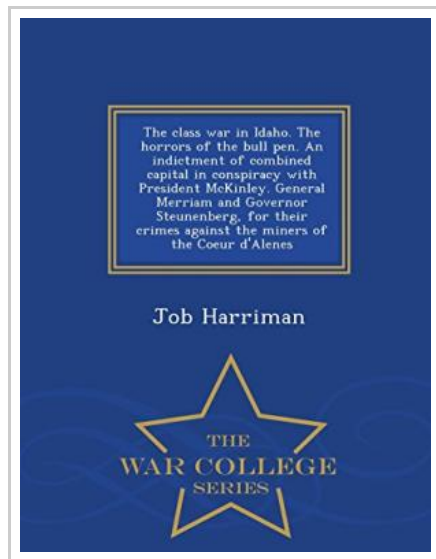 The class war in Idaho. The
horrors of the bull pen. An
indictment of combined
capital in conspiracy with
President McKinley. General
Merriam and Governor
Steunenberg, for their
crimes against the miners of
the Coeur d'Alenes
Job Harriman
THE
WAR COLLEGE
SERIES